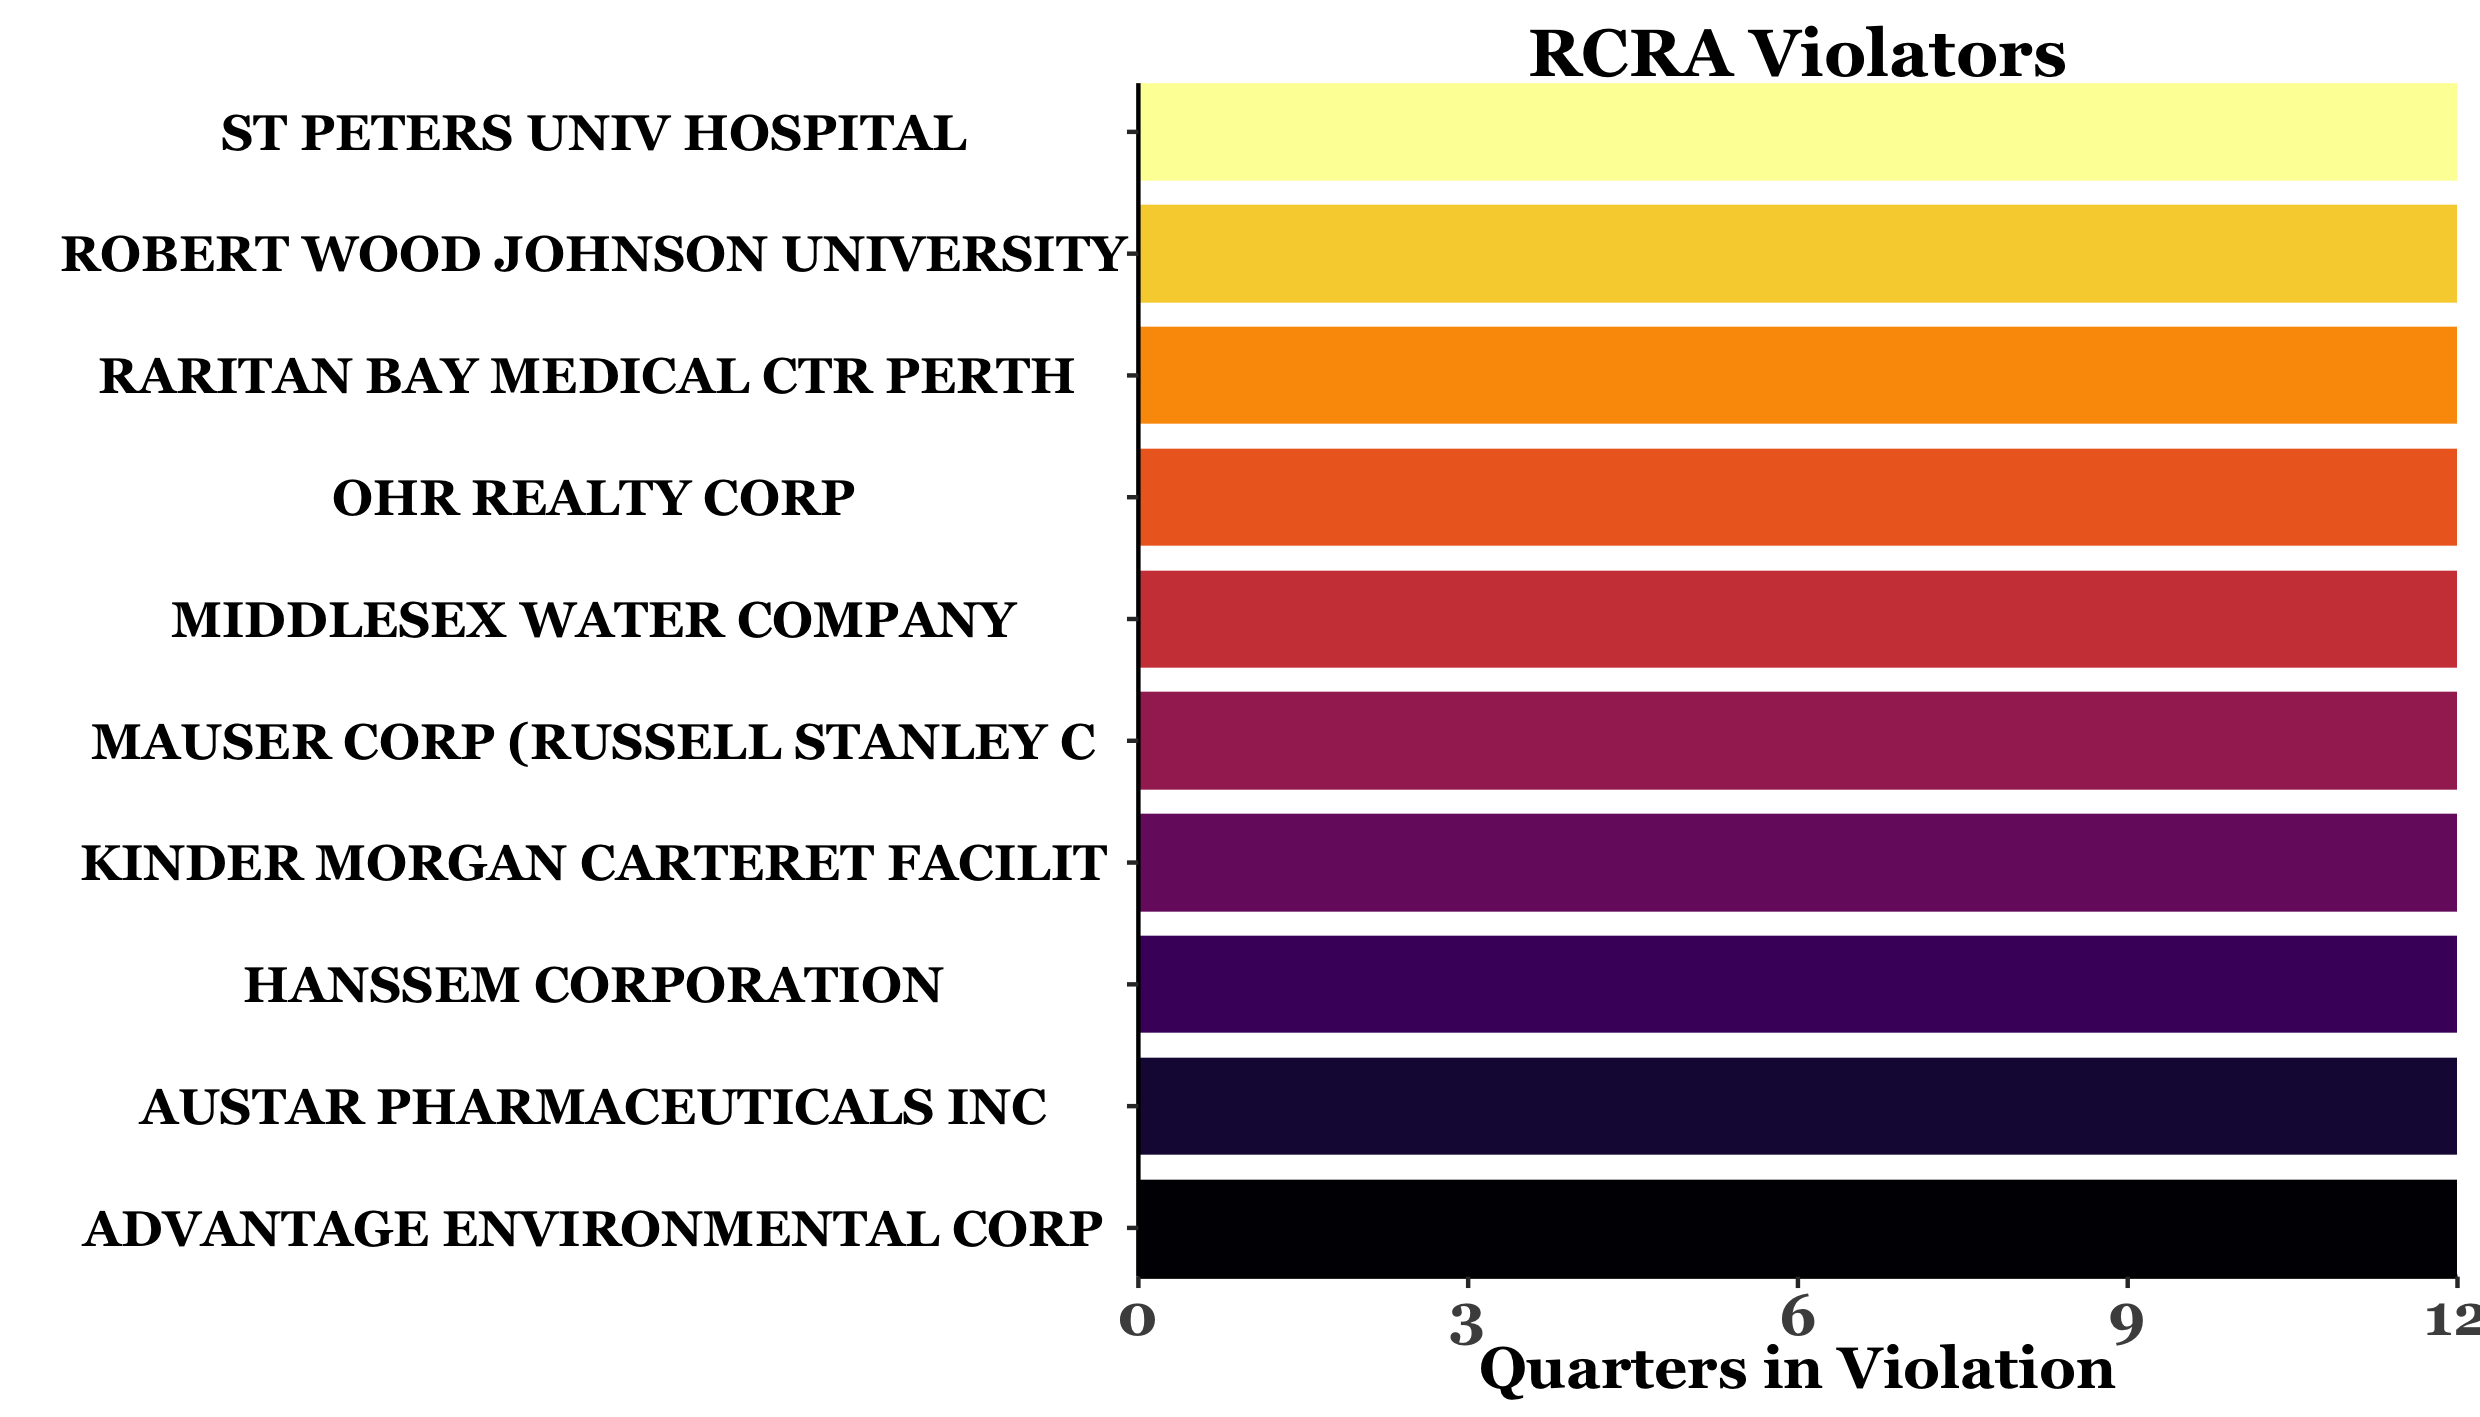 RCRA Violators
ST PETERS UNIV HOSPITAL
ROBERT WOOD JOHNSON UNIVERSITY
RARITAN BAY MEDICAL CTR PERTH
OHR REALTY CORP
MIDDLESEX WATER COMPANY
MAUSER CORP (RUSSELL STANLEY C
KINDER MORGAN CARTERET FACILIT
HANSSEM CORPORATION
AUSTAR PHARMACEUTICALS INC
ADVANTAGE ENVIRONMENTAL CORP
0 3 6 9 12
Quarters in Violation